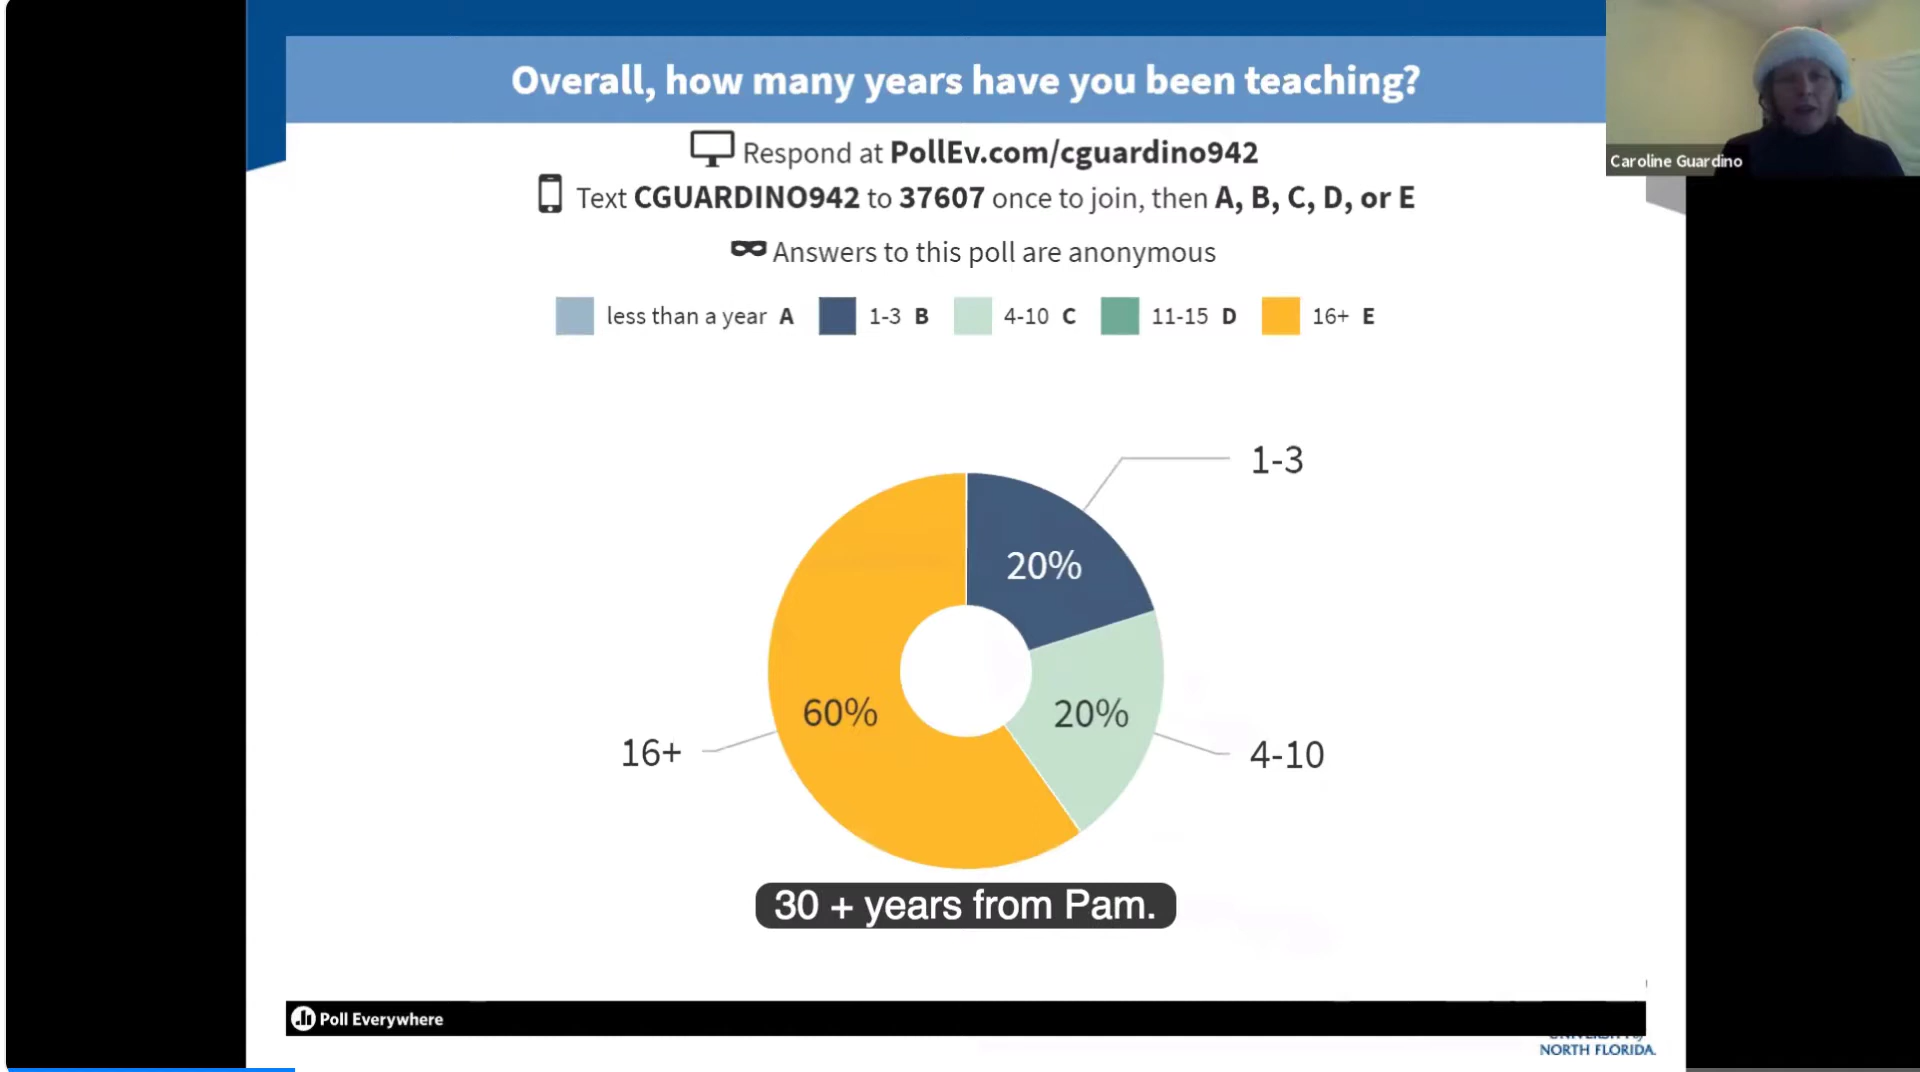 Overall, how many years have you been teaching?
Respond at PollEv.com/cguardino942
Text CGUARDINO942 to 37607 once to join, then A, B, C, D, or E
Answers to this poll are anonymous
less than a year A 1-3 B 4-10 C 11-15 D 16+ E
Caroline Guardino
1-3
20%
60%
20%
16+
4-10
30 + years from Pam.
Poll Everywhere
NORTH FLORIDA